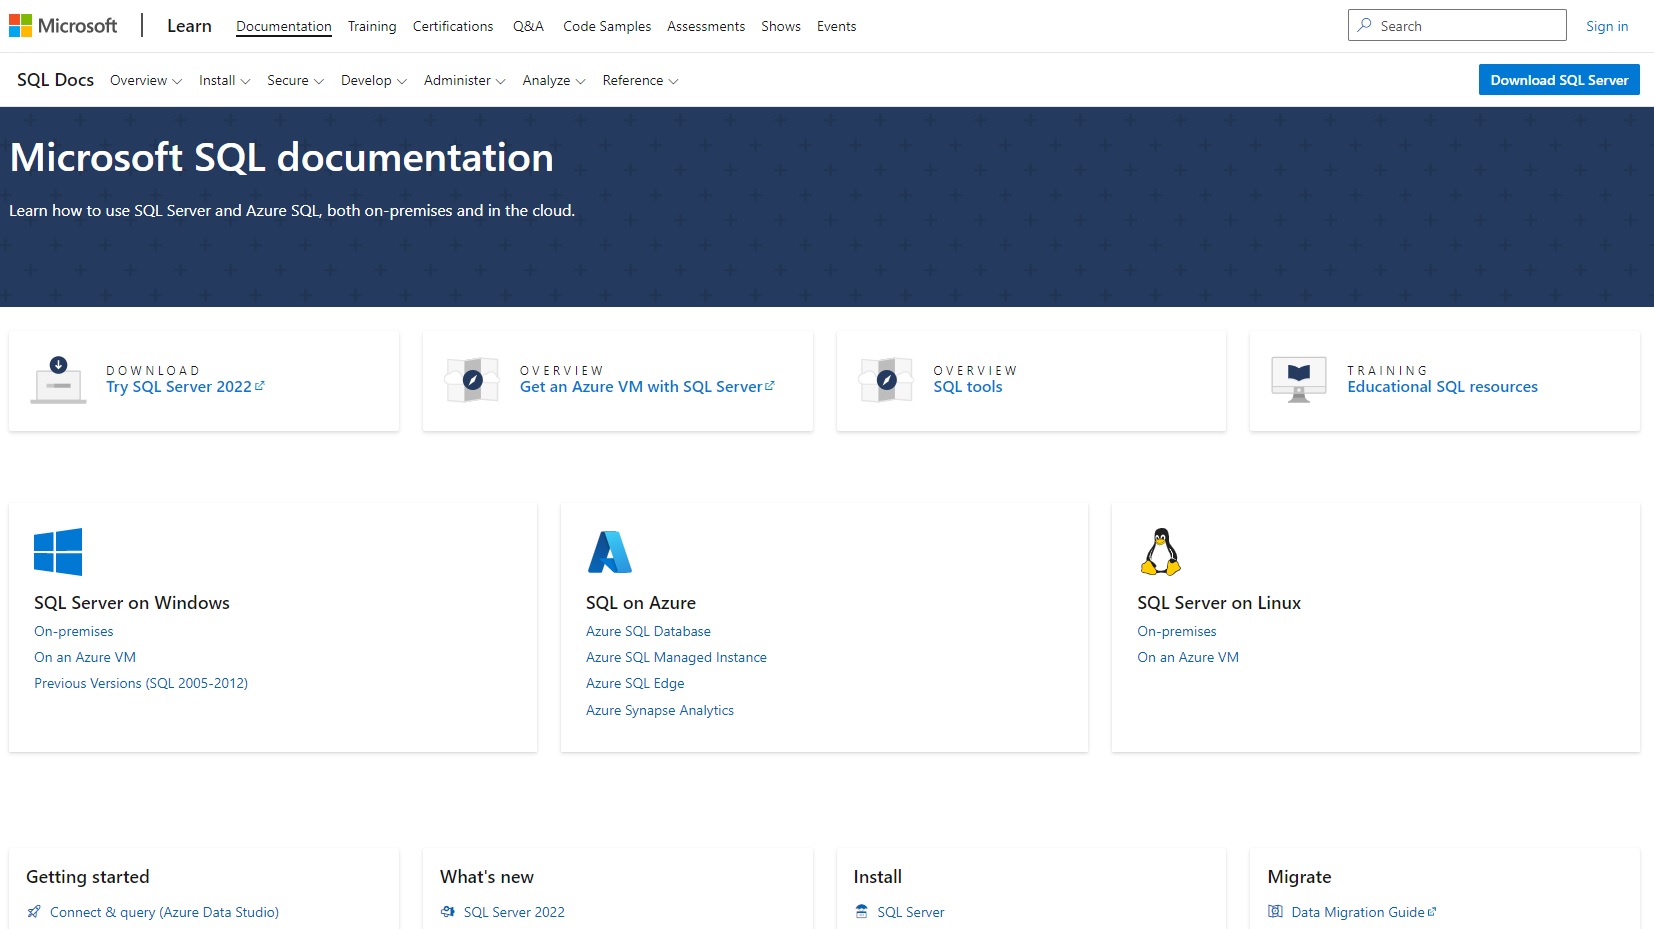 Microsoft
Learn
Documentation
Training
Certifications
Q&A
Code Samples
Assessments
Shows
Events
Search
Sign in
SQL Docs
Overview
Install
Secure
Develop
Administer
Analyze
Reference
Download SQL Server
Microsoft SQL documentation
Learn how to use SQL Server and Azure SQL, both on-premises and in the cloud.
DOWNLOAD
Try SQL Server 2022
OVERVIEW
Get an Azure VM with SQL Server
OVERVIEW
SQL tools
TRAINING
Educational SQL resources
SQL Server on Windows
On-premises
On an Azure VM
Previous Versions (SQL 2005-2012)
SQL on Azure
Azure SQL Database
Azure SQL Managed Instance
Azure SQL Edge
Azure Synapse Analytics
SQL Server on Linux
On-premises
On an Azure VM
Getting started
Connect & query (Azure Data Studio)
What's new
SQL Server 2022
Install
SQL Server
Migrate
Data Migration Guide